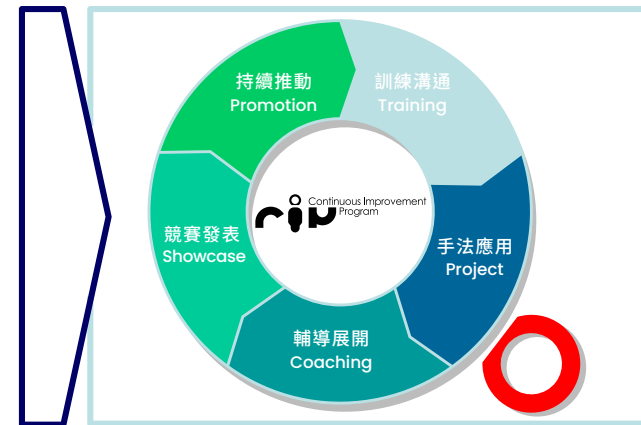 持續推動
Promotion
訓練溝通
Training
手法應用
Project
輔導展開
Coaching
競賽發表
Showcase
cip
Continuous Improvement
Program